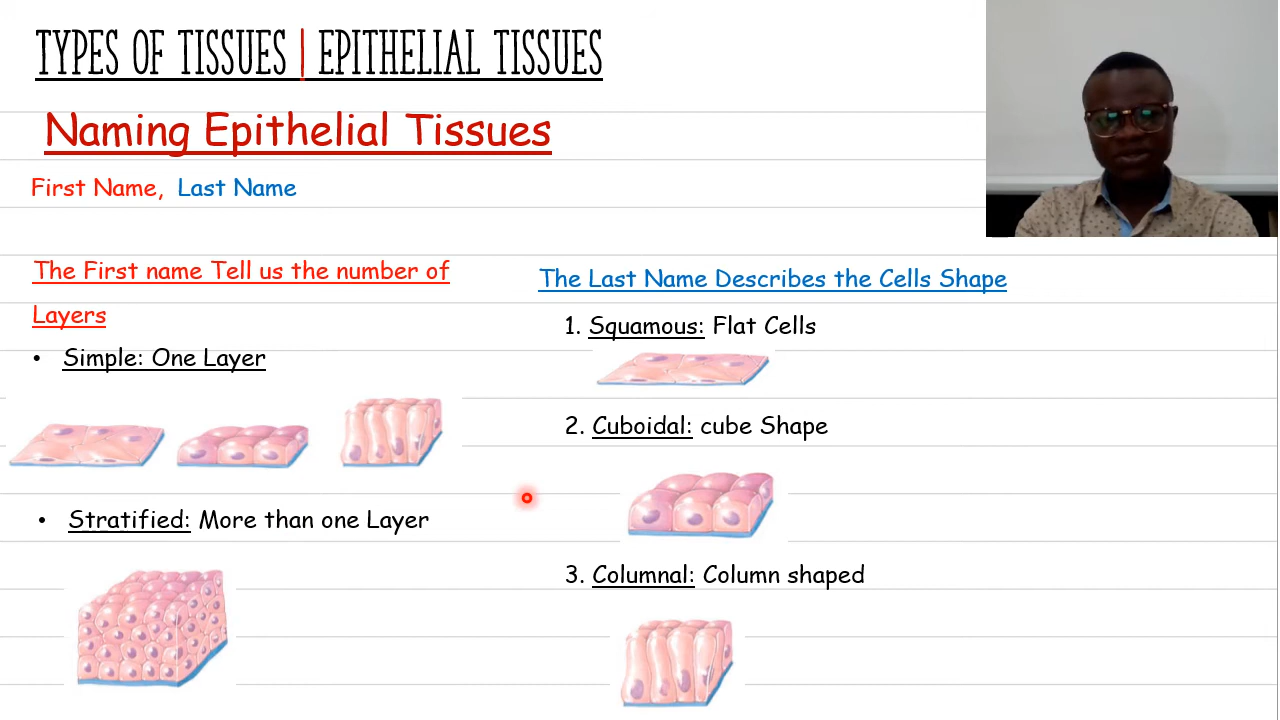 TYPES OF TISSUES | EPITHELIAL TISSUES
Naming Epithelial Tissues
First Name, Last Name
The First name Tell us the number of
Layers
• Simple: One Layer
• Stratified: More than one Layer
The Last Name Describes the Cells Shape
1. Squamous: Flat Cells
2. Cuboidal: cube Shape
3. Columnal: Column shaped